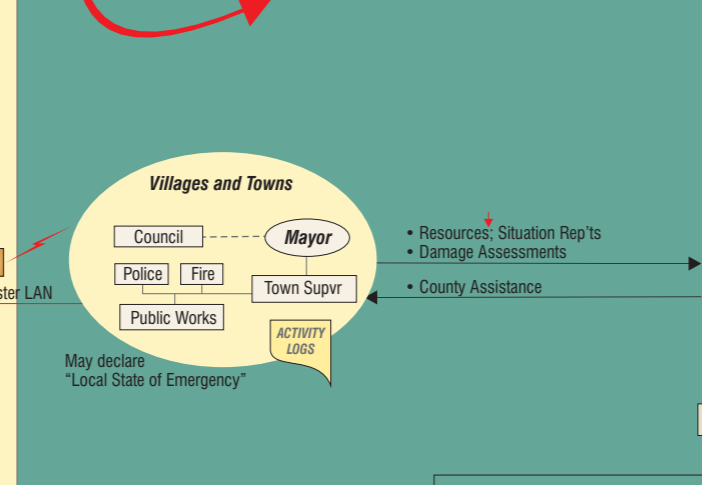 Villages and Towns
Council
Mayor
Police
Fire
Town Supvr
Public Works
ACTIVITY
LOGS
• Resources; Situation Rep'ts
• Damage Assessments
• County Assistance
LAN
May declare
“Local State of Emergency”